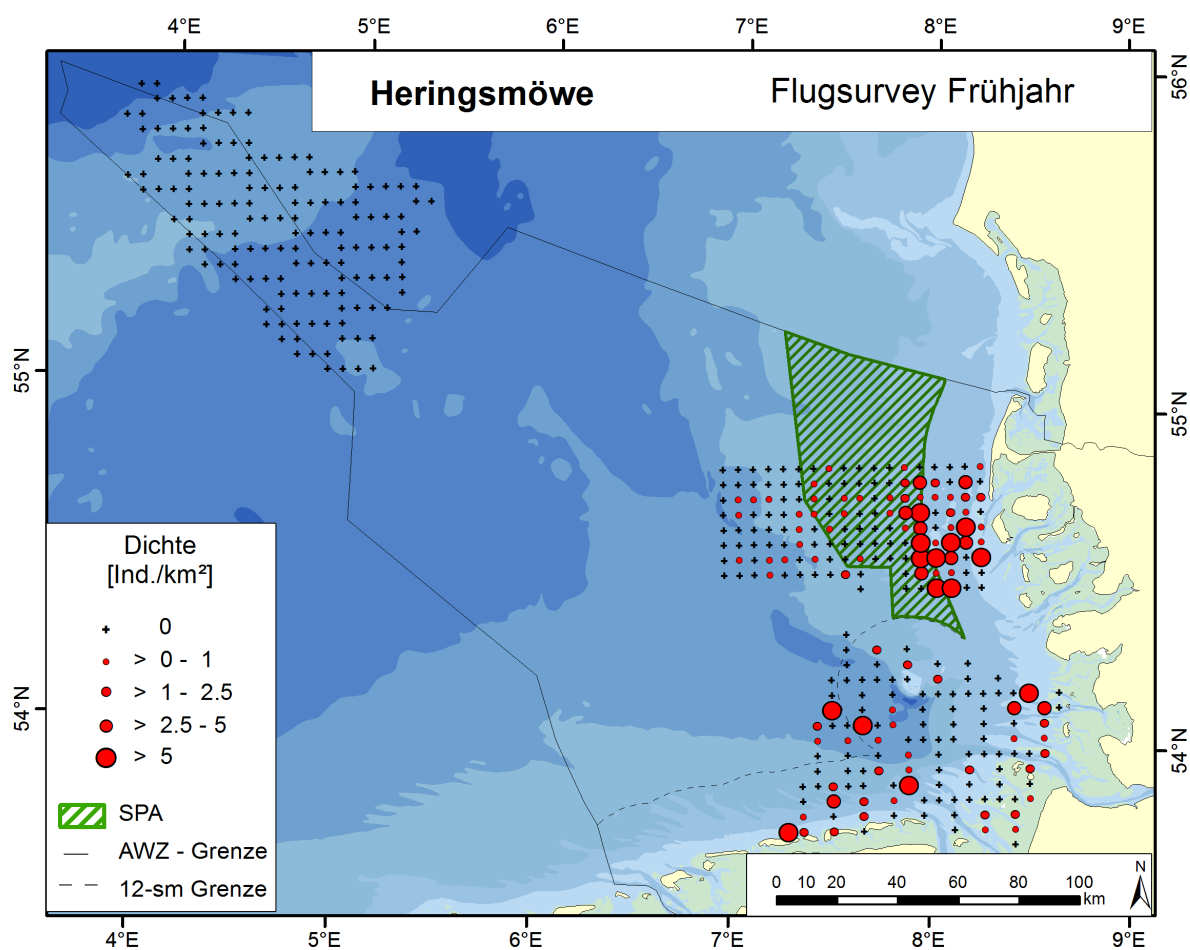 4°E 5°E 6°E 7°E 8°E 9°E
Heringsmöwe
Flugsurvey Frühjahr
56°N
55°N
55°N
54°N
54°N
Dichte
[Ind./km²]
0
> 0 - 1
> 1 - 2.5
> 2.5 - 5
> 5
SPA
AWZ - Grenze
12-sm Grenze
N
0 10 20 40 60 80 100
km
4°E 5°E 6°E 7°E 8°E 9°E